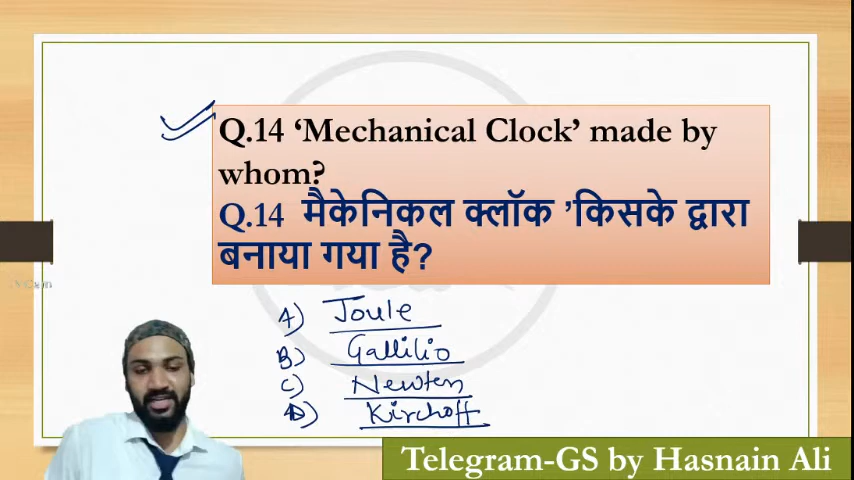 Q.14 ‘Mechanical Clock’ made by
whom?
Q.14 मैकेनिकल क्लॉक ’किसके द्वारा
बनाया गया है?
A) Joule
B) Gallilio
C) Newton
D) Kirchoff
Telegram-GS by Hasnain Ali